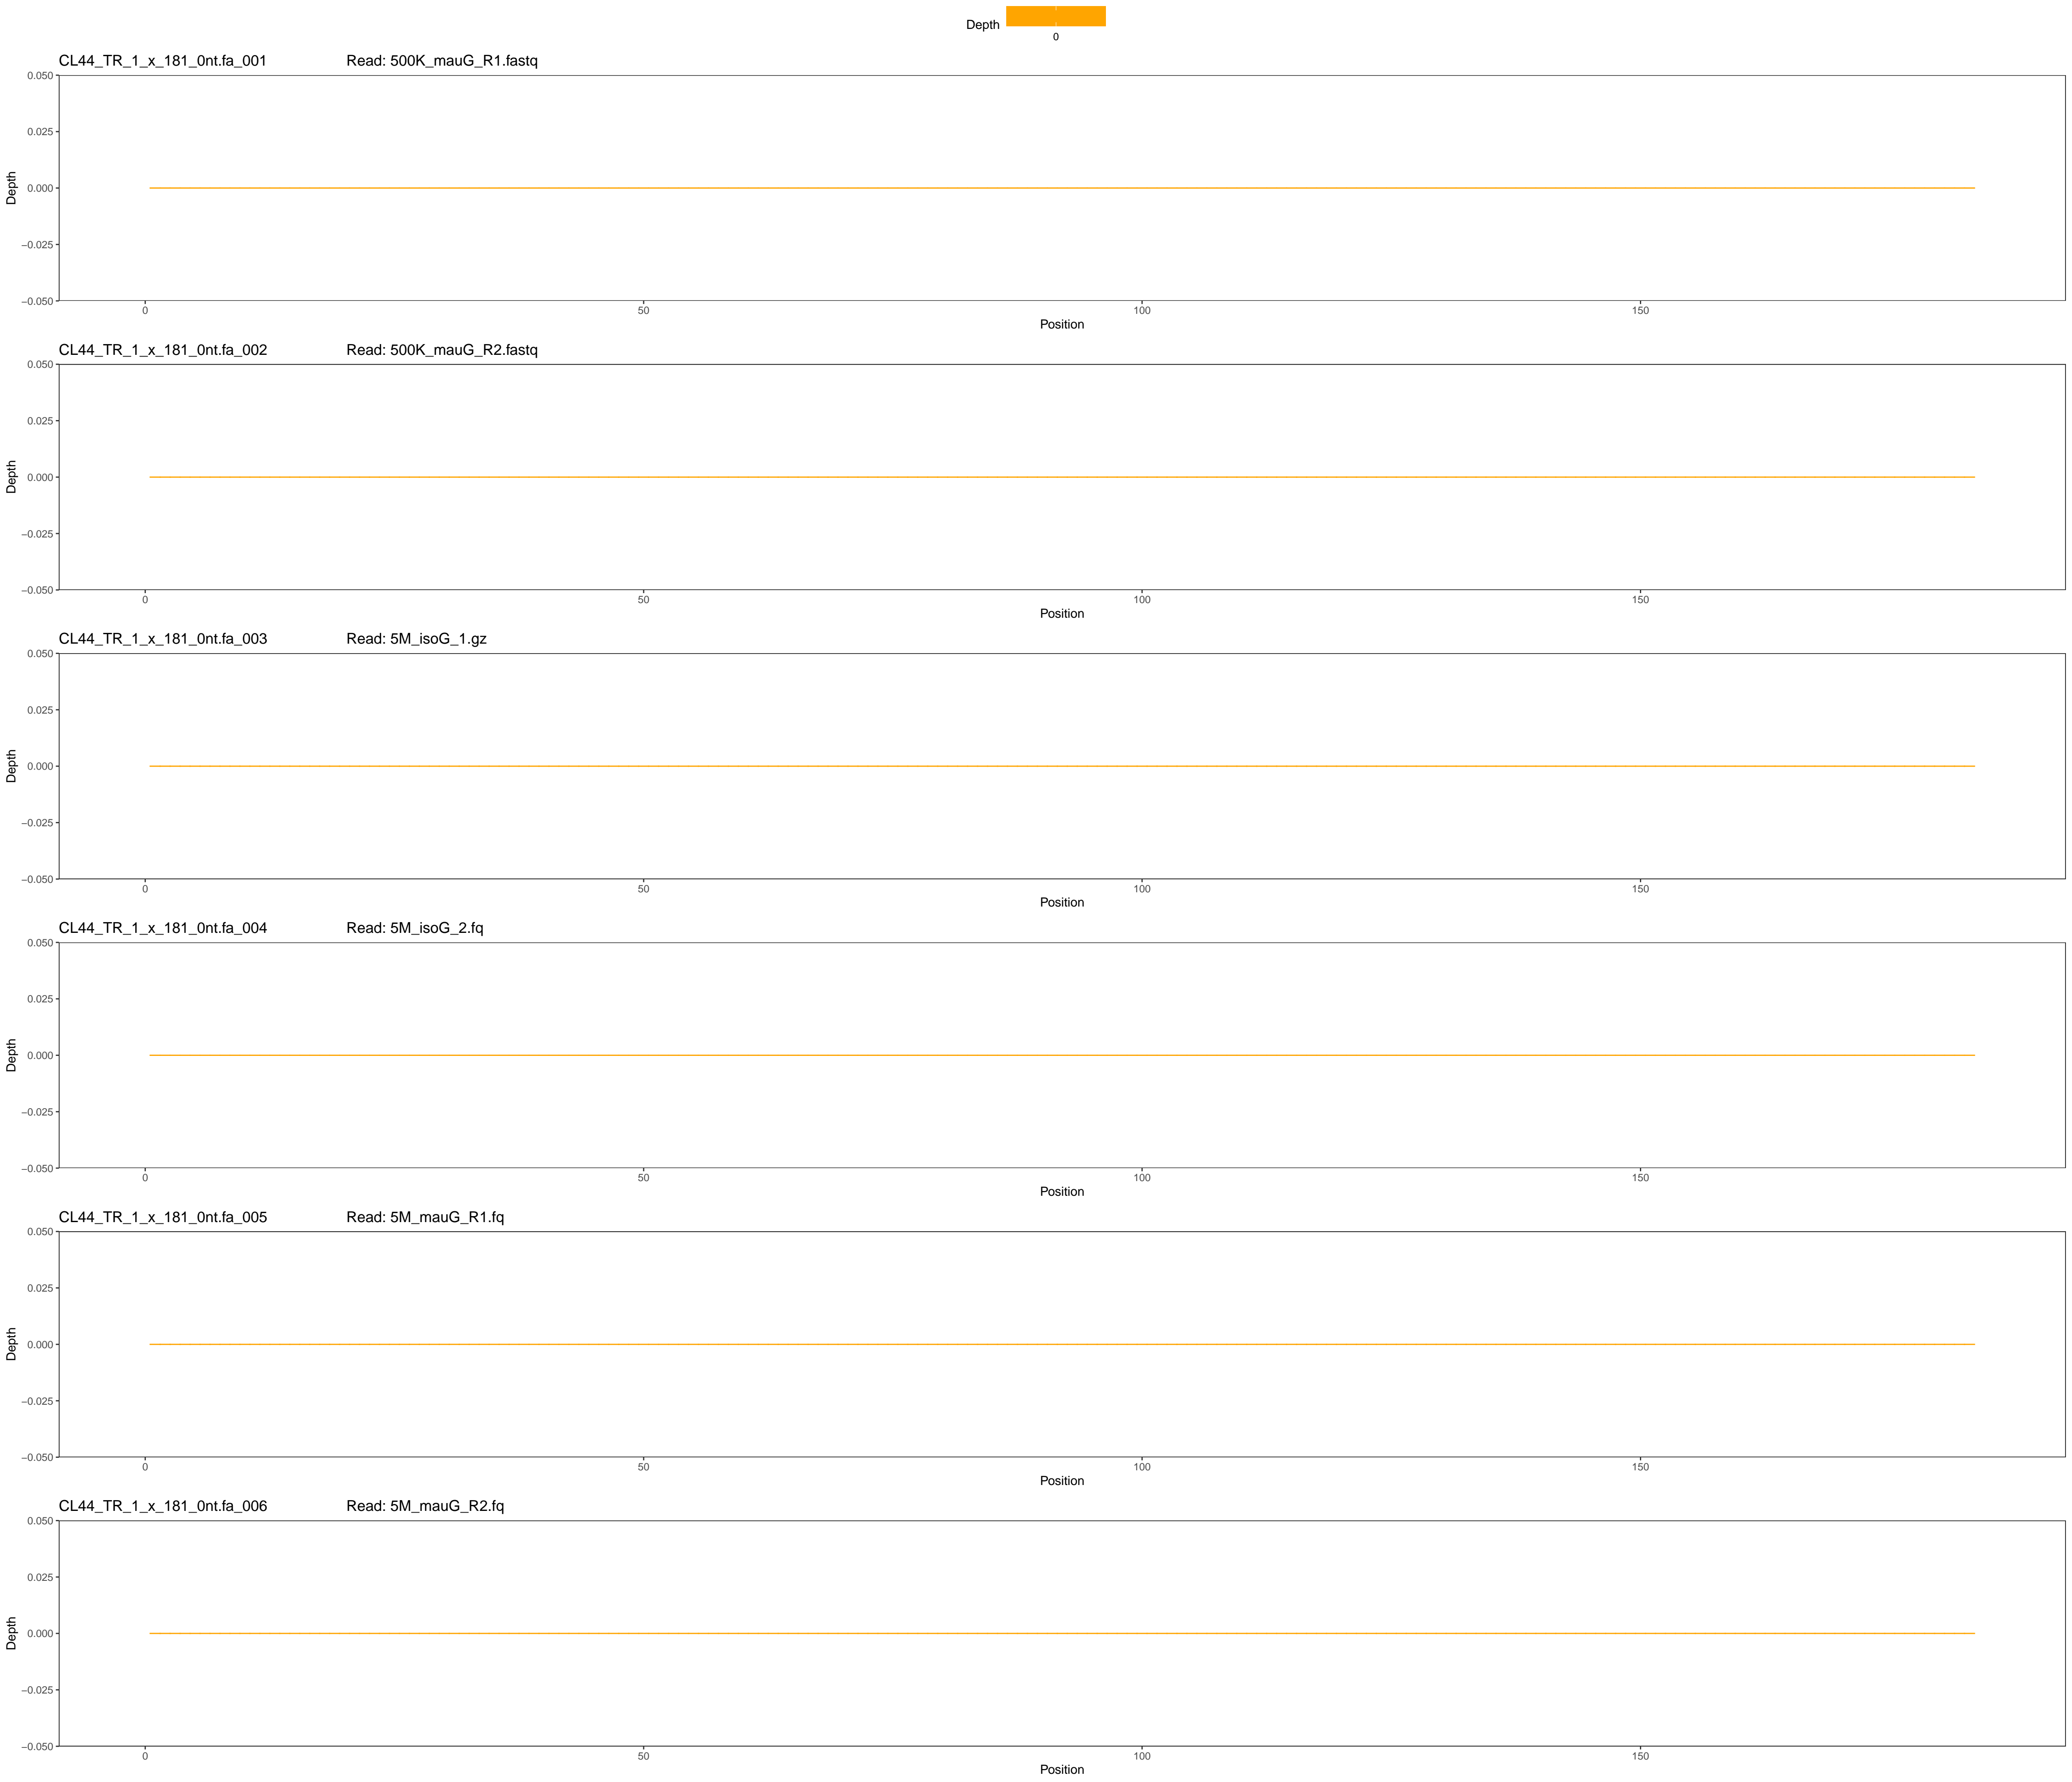 Depth
0
CL44_TR_1_x_181_0nt.fa_001 Read: 500K_mauG_R1.fastq
0.050
0.025
Depth
0.000
−0.025
−0.050
0 50 100 150
Position
CL44_TR_1_x_181_0nt.fa_002 Read: 500K_mauG_R2.fastq
0.050
0.025
Depth
0.000
−0.025
−0.050
0 50 100 150
Position
CL44_TR_1_x_181_0nt.fa_003 Read: 5M_isoG_1.gz
0.050
0.025
Depth
0.000
−0.025
−0.050
0 50 100 150
Position
CL44_TR_1_x_181_0nt.fa_004 Read: 5M_isoG_2.fq
0.050
0.025
Depth
0.000
−0.025
−0.050
0 50 100 150
Position
CL44_TR_1_x_181_0nt.fa_005 Read: 5M_mauG_R1.fq
0.050
0.025
Depth
0.000
−0.025
−0.050
0 50 100 150
Position
CL44_TR_1_x_181_0nt.fa_006 Read: 5M_mauG_R2.fq
0.050
0.025
Depth
0.000
−0.025
−0.050
0 50 100 150
Position